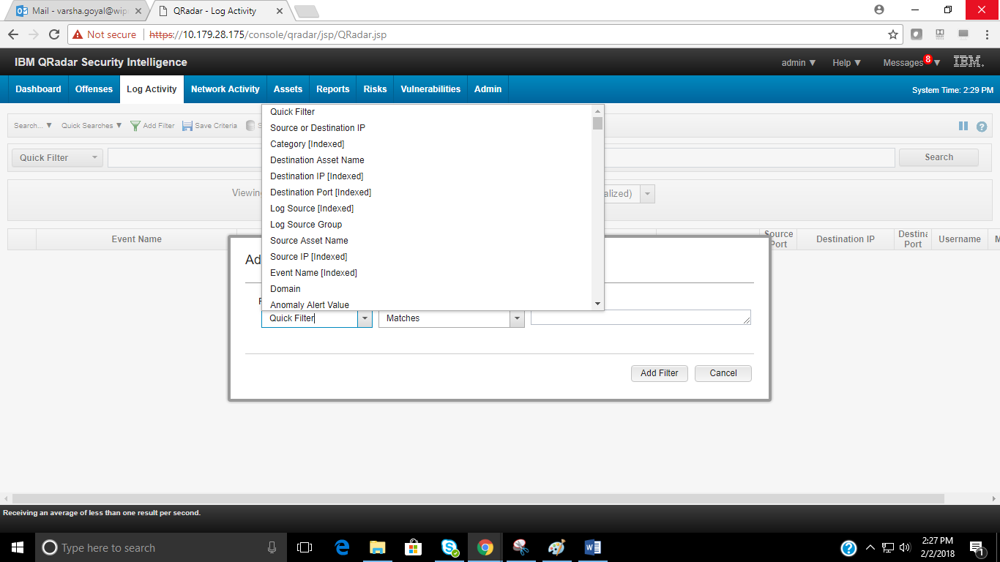 Mail - varsha.goyal@wip
QRadar - Log Activity
Not secure
https://10.179.28.175/console/qradar/jsp/QRadar.jsp
IBM QRadar Security Intelligence
admin ▼ Help ▼ Messages 8 ▼ IBM.
Dashboard Offenses Log Activity Network Activity Assets Reports Risks Vulnerabilities Admin
System Time: 2:29 PM
Search... ▼ Quick Searches ▼ Add Filter Save Criteria S
Quick Filter
Search
Viewin
alized)
Quick Filter
Source or Destination IP
Category [Indexed]
Destination Asset Name
Destination IP [Indexed]
Destination Port [Indexed]
Log Source [Indexed]
Log Source Group
Source Asset Name
Source IP [Indexed]
Event Name [Indexed]
Domain
Anomaly Alert Value
Event Name
Source Port
Destination IP
Destina Port
Username
M
Ad
Quick Filter
Matches
Add Filter
Cancel
Receiving an average of less than one result per second.
Type here to search
2:27 PM
2/2/2018
1